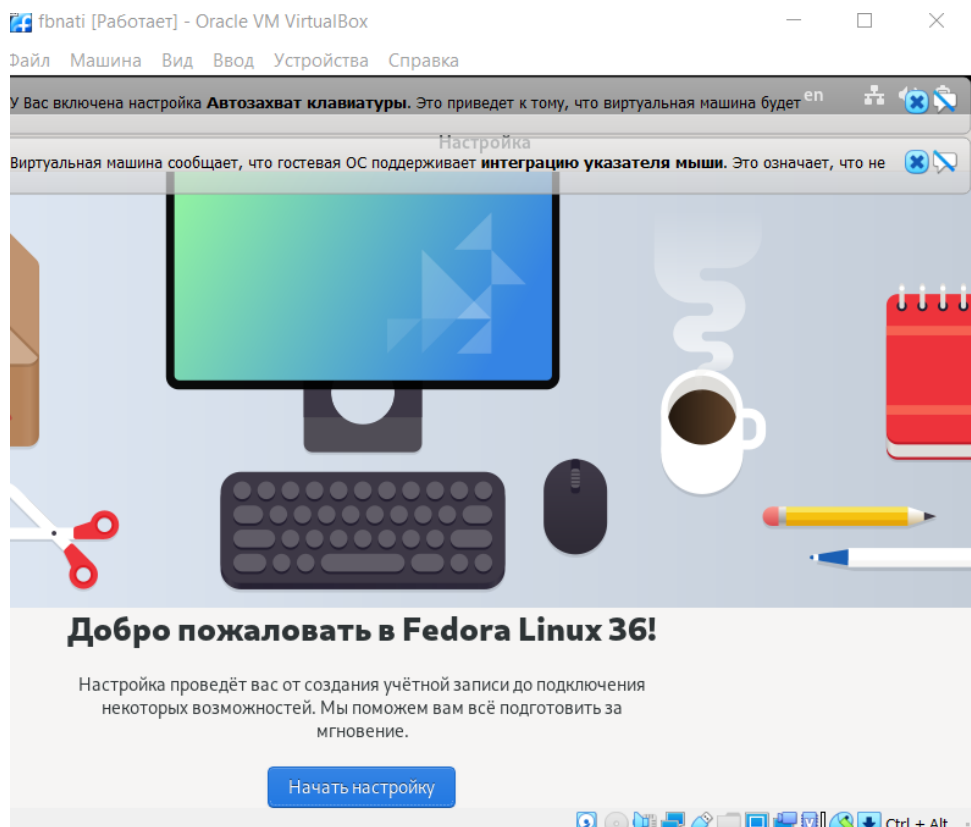 fbnati [Работает] - Oracle VM VirtualBox
Файл Машина Вид Ввод Устройства Справка
У Вас включена настройка Автозахват клавиатуры. Это приведет к тому, что виртуальная машина будет en
Настройка
Виртуальная машина сообщает, что гостевая ОС поддерживает интеграцию указателя мыши. Это означает, что не
Добро пожаловать в Fedora Linux 36!
Настройка проведёт вас от создания учётной записи до подключения
некоторых возможностей. Мы поможем вам всё подготовить за
мгновение.
Начать настройку
Ctrl + Alt